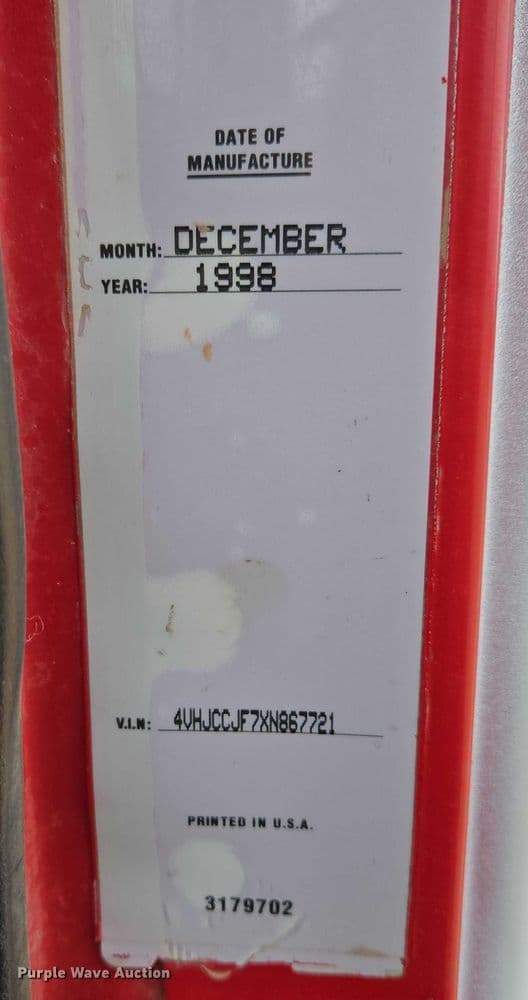 DATE OF
MANUFACTURE
MONTH: DECEMBER
YEAR: 1998
V.I.N: 4VHJCCJF7XN867721
PRINTED IN U.S.A.
3179702
Purple Wave Auction